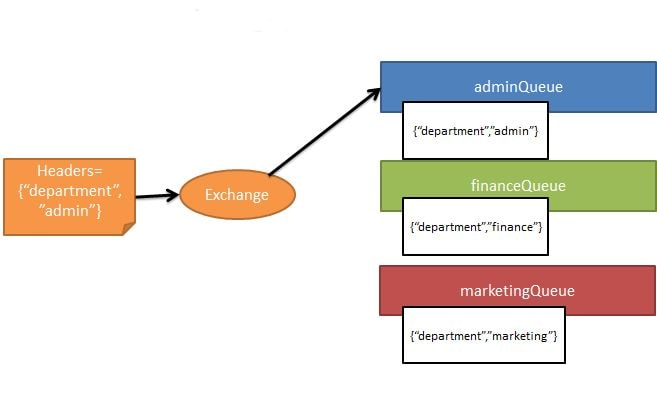 adminQueue
{“department”,”admin”}
Headers=
{“department”,
”admin”}
Exchange
financeQueue
{“department”,”finance”}
marketingQueue
{“department”,”marketing”}